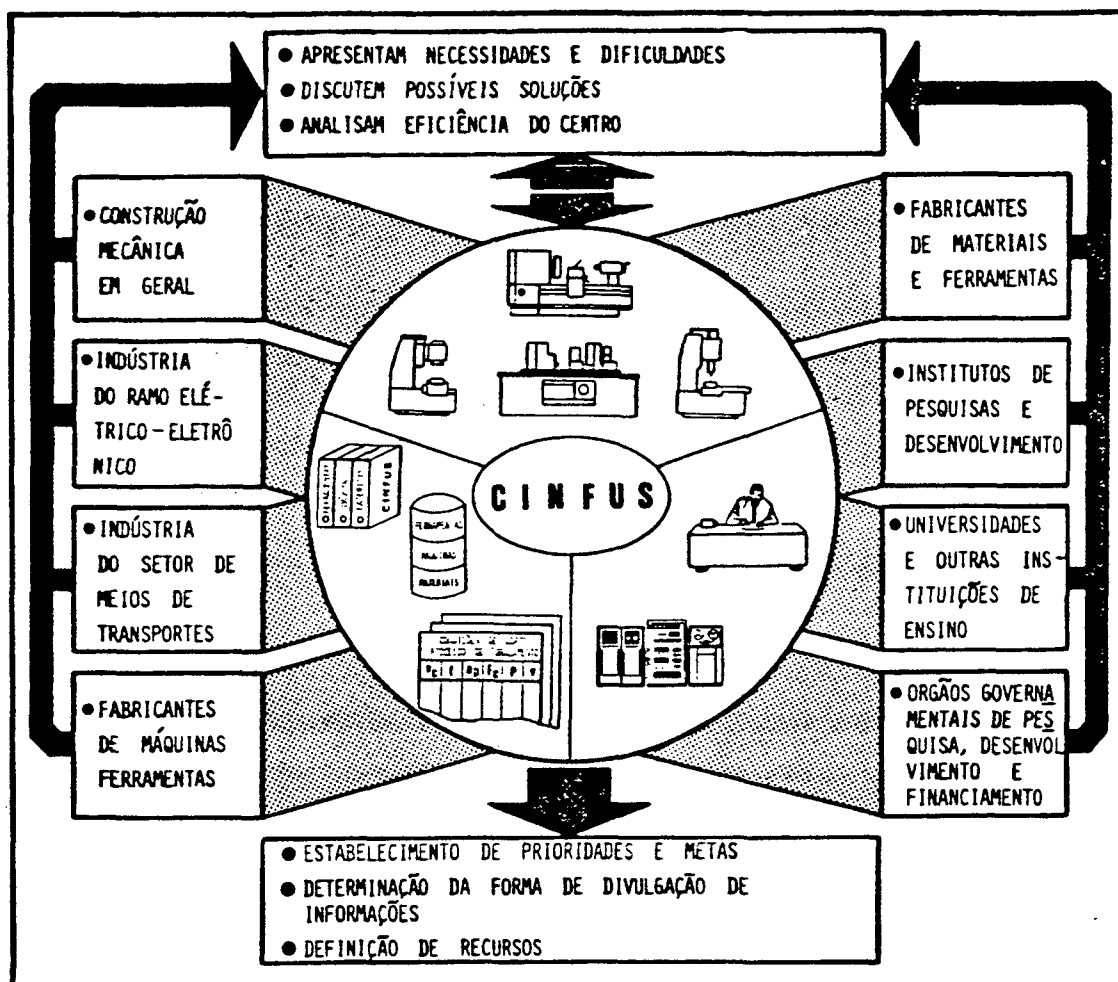 ● APRESENTAM NECESSIDADES E DIFICULDADES
● DISCUTEM POSSÍVEIS SOLUÇÕES
● ANALISAM EFICIÊNCIA DO CENTRO
● CONSTRUÇÃO
MECÂNICA
EM GERAL
● INDÚSTRIA
DO RAMO ELÉ-
TRICO-ELETRÔ
NICO
● INDÚSTRIA
DO SETOR DE
MEIOS DE
TRANSPORTES
● FABRICANTES
DE MÁQUINAS
FERRAMENTAS
CINFUS
CINFUS
● FABRICANTES
DE MATERIAIS
E FERRAMENTAS
● INSTITUTOS DE
PESQUISAS E
DESENVOLVIMENTO
● UNIVERSIDADES
E OUTRAS INS-
TITUIÇÕES DE
ENSINO
● ORGÃOS GOVERNA
MENTAIS DE PES
QUISA, DESENVOL
VIMENTO E
FINANCIAMENTO
● ESTABELECIMENTO DE PRIORIDADES E METAS
● DETERMINAÇÃO DA FORMA DE DIVULGAÇÃO DE
INFORMAÇÕES
● DEFINIÇÃO DE RECURSOS